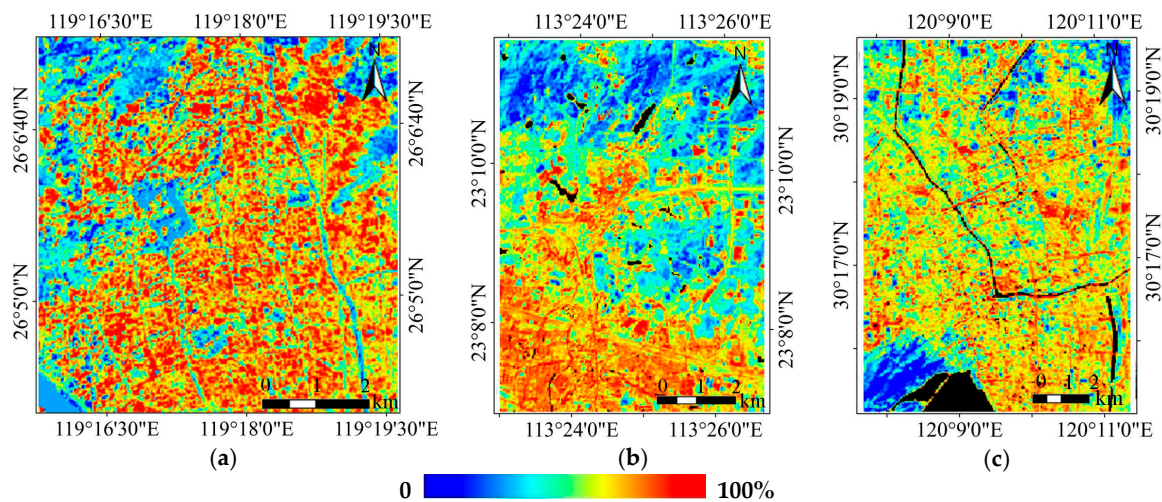 119°16'30"E 119°18'0"E 119°19'30"E
26°6'40"N
26°5'0"N
N
26°6'40"N
26°5'0"N
0 1 2
km
119°16'30"E 119°18'0"E 119°19'30"E
(a)
113°24'0"E 113°26'0"E
23°10'0"N
23°8'0"N
N
23°10'0"N
23°8'0"N
0 1 2
km
113°24'0"E 113°26'0"E
(b)
120°9'0"E 120°11'0"E
30°19'0"N
30°17'0"N
N
30°19'0"N
30°17'0"N
0 1 2
km
120°9'0"E 120°11'0"E
(c)
0 100%